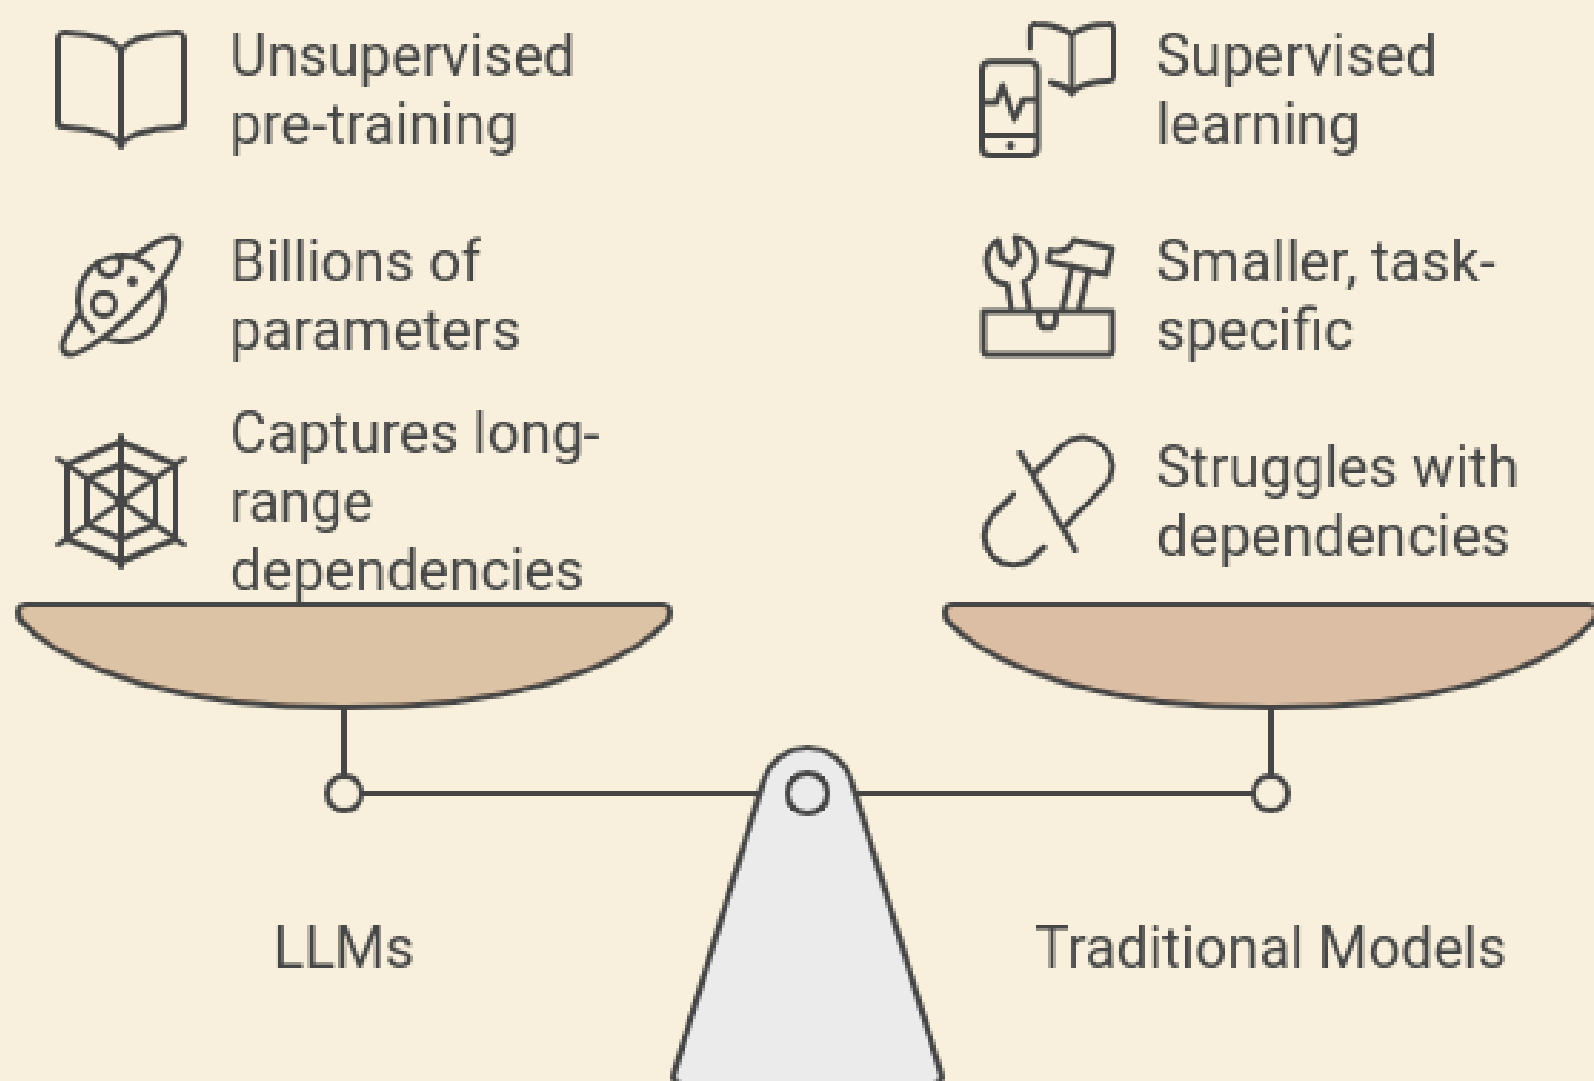 Unsupervised
pre-training
Billions of
parameters
Captures long-
range
dependencies
LLMs
Supervised
learning
Smaller, task-
specific
Struggles with
dependencies
Traditional Models